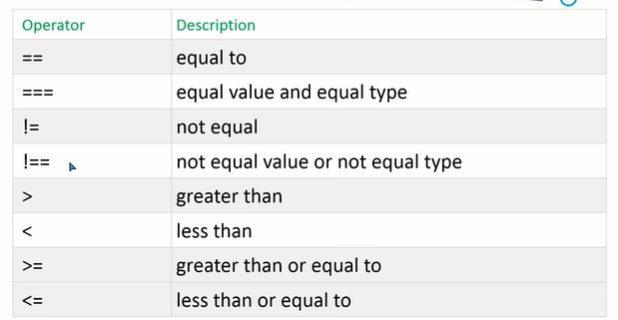 Operator Description
== equal to
=== equal value and equal type
!= not equal
!== not equal value or not equal type
> greater than
< less than
>= greater than or equal to
<= less than or equal to